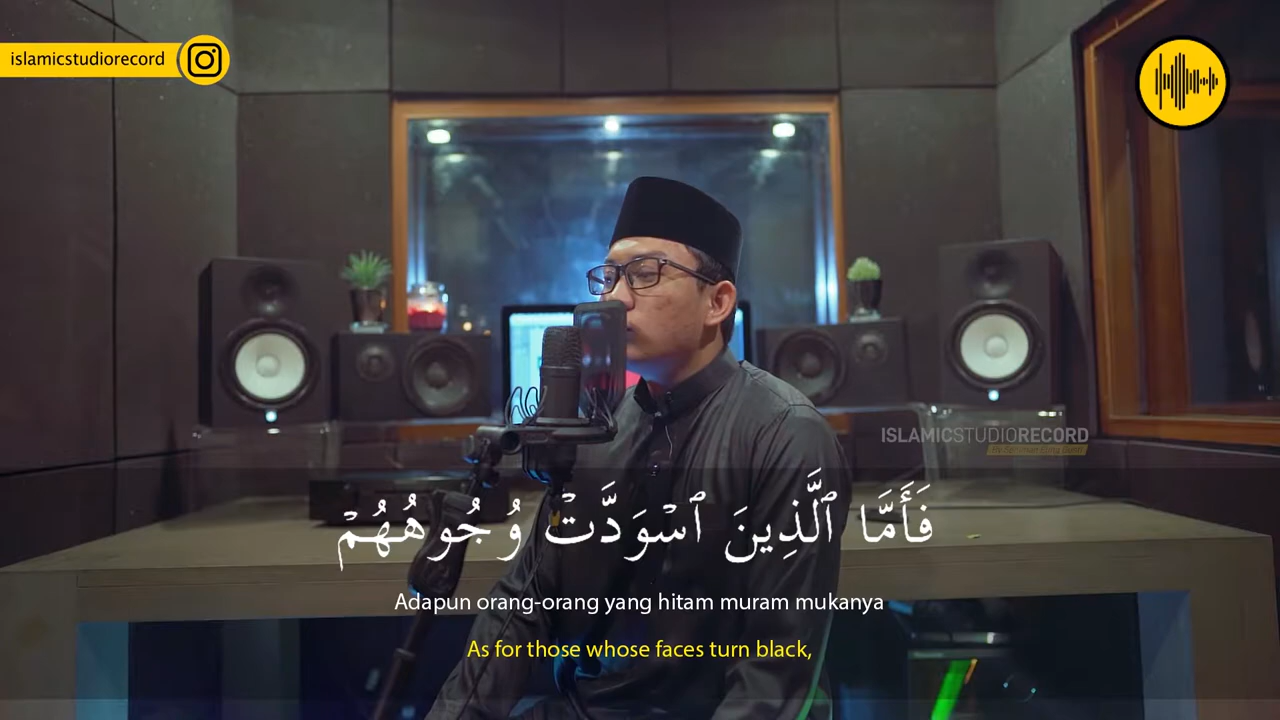 islamicstudiorecord
ISLAMICSTUDIORECORD
فَأَمَّا ٱلَّذِينَ ٱسْوَدَّتْ وُجُوهُهُمْ
Adapun orang-orang yang hitam muram mukanya
As for those whose faces turn black,